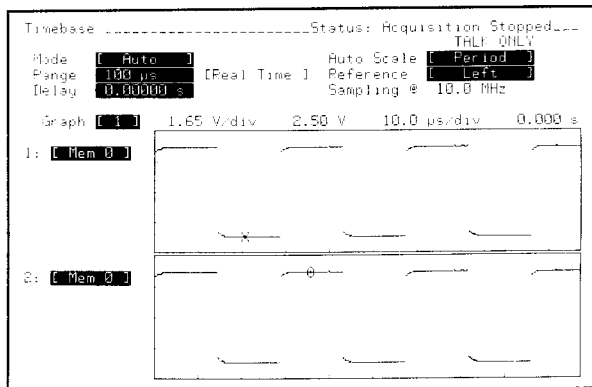 Timebase Status: Acquisition Stopped
TALK ONLY
Mode [ Auto ] Auto Scale [ Period ]
Range 100 µs [Real Time ] Reference [ Left ]
Delay 0.00000 s Sampling @ 10.0 MHz
Graph [ 1 ] 1.65 V/div 2.50 V 10.0 µs/div 0.000 s
1: [ Mem 0 ]
2: [ Mem 0 ]